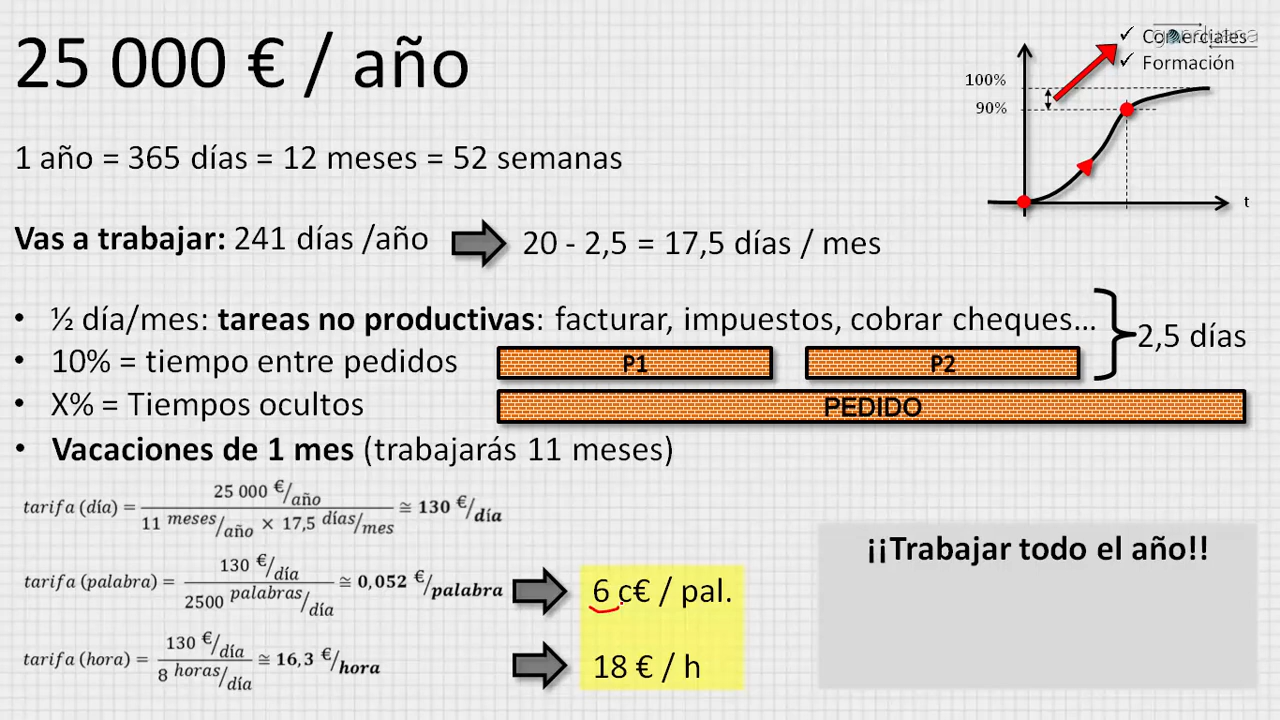 25 000 € / año
✓ Comerciales
✓ Formación
100%
90%
t
1 año = 365 días = 12 meses = 52 semanas
Vas a trabajar: 241 días /año
20 - 2,5 = 17,5 días / mes
• ½ día/mes: tareas no productivas: facturar, impuestos, cobrar cheques...
• 10% = tiempo entre pedidos
P1
P2
2,5 días
• X% = Tiempos ocultos
PEDIDO
• Vacaciones de 1 mes (trabajarás 11 meses)
tarifa (día) = 25 000 €/año / 11 meses/año × 17,5 días/mes ≅ 130 €/día
tarifa (palabra) = 130 €/día / 2500 palabras/día ≅ 0,052 €/palabra
6 c€ / pal.
tarifa (hora) = 130 €/día / 8 horas/día ≅ 16,3 €/hora
18 € / h
¡¡Trabajar todo el año!!